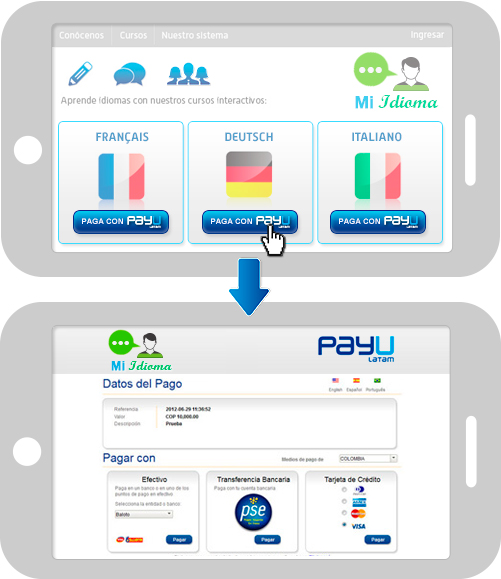 Conócenos Cursos Nuestro sistema Ingresar
Aprende Idiomas con nuestros cursos Interactivos:
Mi Idioma
FRANÇAIS DEUTSCH ITALIANO
PAGA CON PAYU LATAM PAGA CON PAYU LATAM PAGA CON PAYU LATAM
Mi Idioma
PAYU LATAM
Datos del Pago
English Español Português
Referencia 2012-06-29 11:30:52
Valor COP 10,000.00
Descripción Prueba
Pagar con
Medios de pago de COLOMBIA
Efectivo Transferencia Bancaria Tarjeta de Crédito
Paga en un banco o en uno de los
puntos de pago en efectivo
Paga con tu cuenta bancaria
Selecciona la entidad o banco
Baloto
pse
VISA
Pagar Pagar Pagar